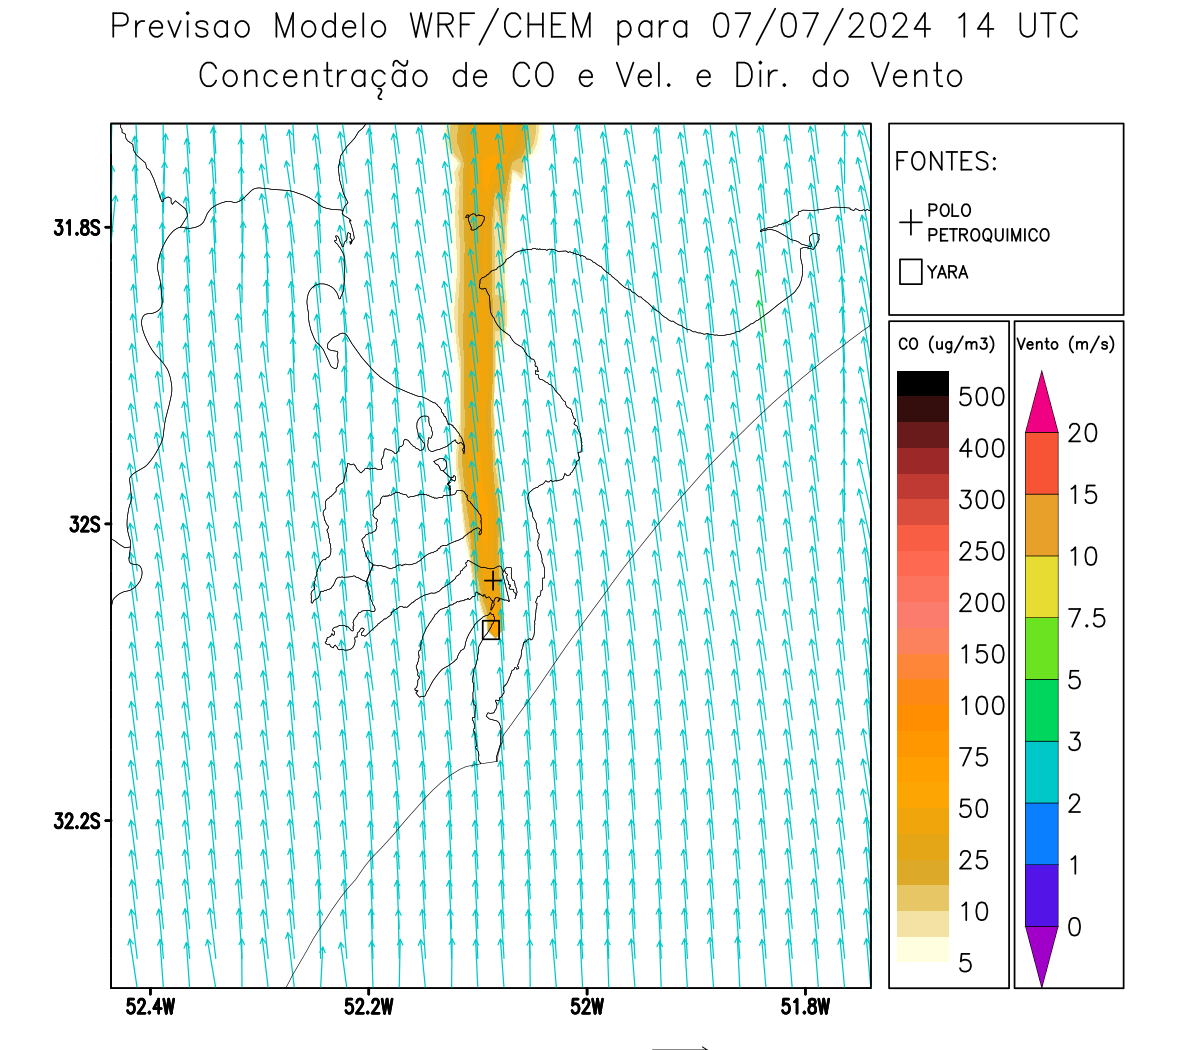 Previsao Modelo WRF/CHEM para 07/07/2024 14 UTC
Concentração de CO e Vel. e Dir. do Vento
FONTES:
POLO
PETROQUIMICO
YARA
CO (ug/m3)
500
400
300
250
200
150
100
75
50
25
10
5
Vento (m/s)
20
15
10
7.5
5
3
2
1
0
31.8S
32S
32.2S
52.4W
52.2W
52W
51.8W